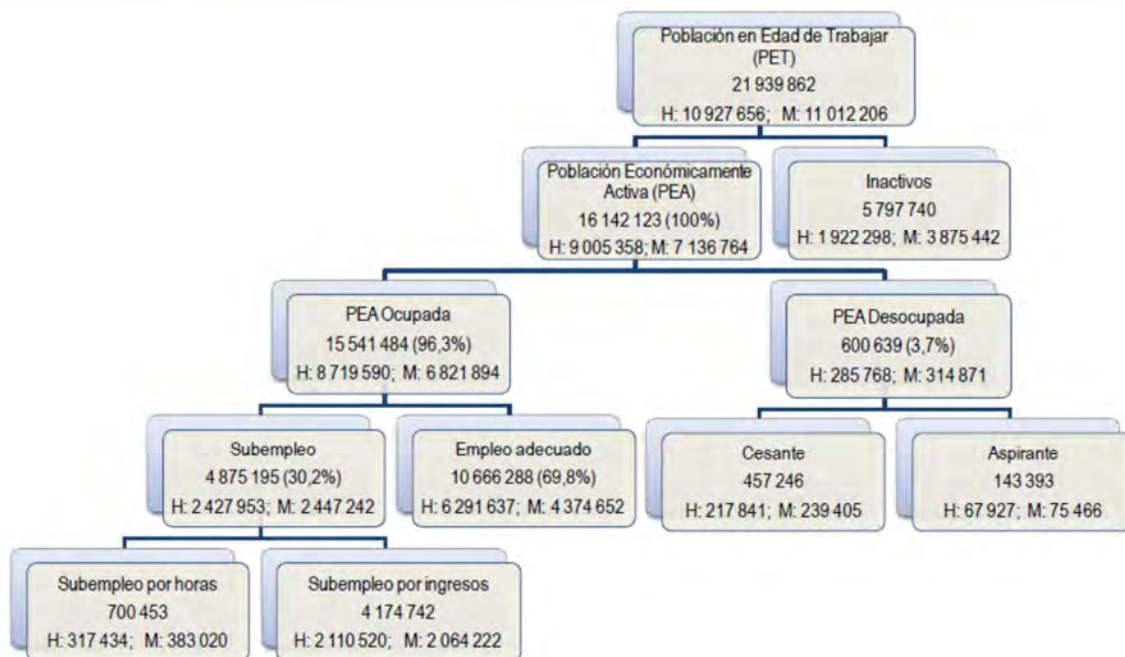 Población en Edad de Trabajar
(PET)
21 939 862
H: 10 927 656; M: 11 012 206
Población Económicamente
Activa (PEA)
16 142 123 (100%)
H: 9 005 358; M: 7 136 764
Inactivos
5 797 740
H: 1 922 298; M: 3 875 442
PEA Ocupada
15 541 484 (96,3%)
H: 8 719 590; M: 6 821 894
PEA Desocupada
600 639 (3,7%)
H: 285 768; M: 314 871
Subempleo
4 875 195 (30,2%)
H: 2 427 953; M: 2 447 242
Empleo adecuado
10 666 288 (69,8%)
H: 6 291 637; M: 4 374 652
Cesante
457 246
H: 217 841; M: 239 405
Aspirante
143 393
H: 67 927; M: 75 466
Subempleo por horas
700 453
H: 317 434; M: 383 020
Subempleo por ingresos
4 174 742
H: 2 110 520; M: 2 064 222